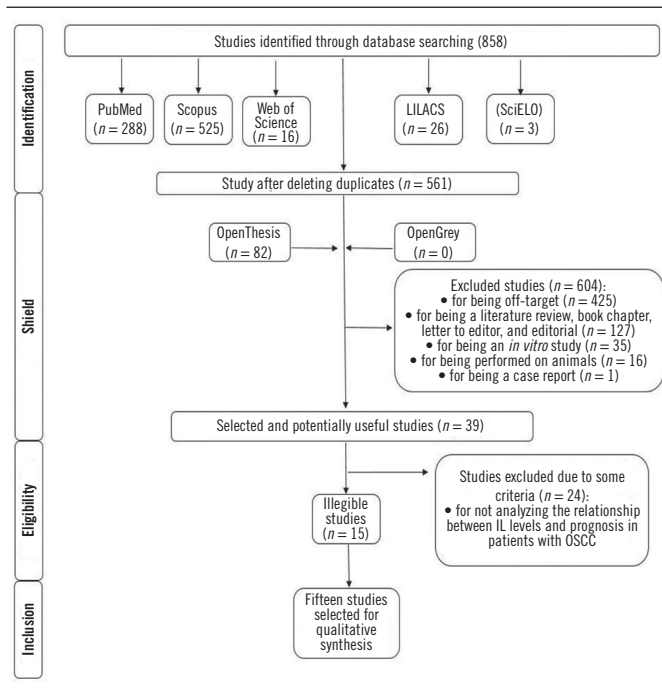 Studies identified through database searching (858)
PubMed
(n = 288)
Scopus
(n = 525)
Web of
Science
(n = 16)
LILACS
(n = 26)
(SciELO)
(n = 3)
Identification
Study after deleting duplicates (n = 561)
OpenThesis
(n = 82)
OpenGrey
(n = 0)
Shield
Excluded studies (n = 604):
• for being off-target (n = 425)
• for being a literature review, book chapter,
letter to editor, and editorial (n = 127)
• for being an in vitro study (n = 35)
• for being performed on animals (n = 16)
• for being a case report (n = 1)
Selected and potentially useful studies (n = 39)
Eligibility
Illegible
studies
(n = 15)
Studies excluded due to some
criteria (n = 24):
• for not analyzing the relationship
between IL levels and prognosis in
patients with OSCC
Inclusion
Fifteen studies
selected for
qualitative
synthesis